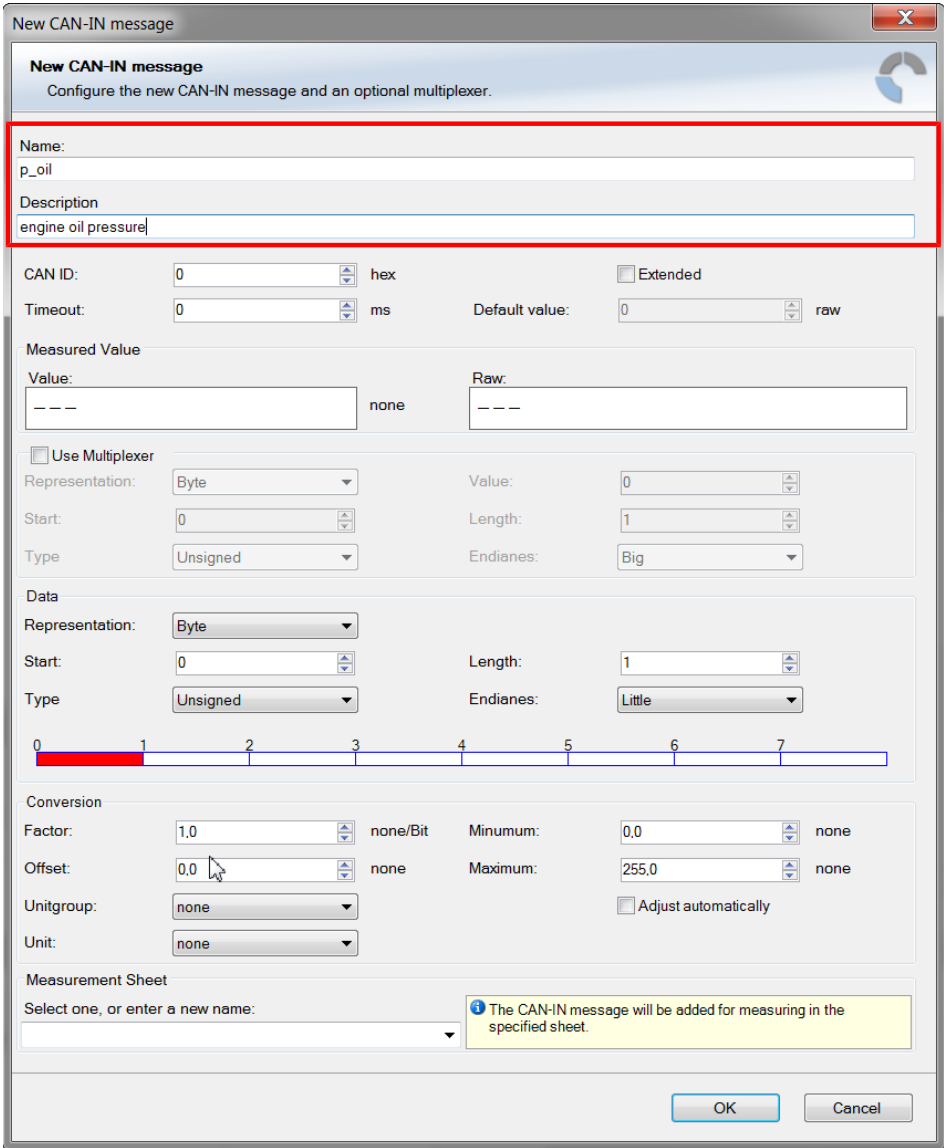 New CAN-IN message
New CAN-IN message
Configure the new CAN-IN message and an optional multiplexer.
Name:
p_oil
Description
engine oil pressure
CAN ID: 0 hex Extended
Timeout: 0 ms Default value: 0 raw
Measured Value
Value: Raw:
--- none ---
Use Multiplexer
Representation: Byte Value: 0
Start: 0 Length: 1
Type Unsigned Endianes: Big
Data
Representation: Byte
Start: 0 Length: 1
Type Unsigned Endianes: Little
0 1 2 3 4 5 6 7
Conversion
Factor: 1,0 none/Bit Minumum: 0,0 none
Offset: 0,0 none Maximum: 255,0 none
Unitgroup: none Adjust automatically
Unit: none
Measurement Sheet
Select one, or enter a new name:
The CAN-IN message will be added for measuring in the
specified sheet.
OK Cancel